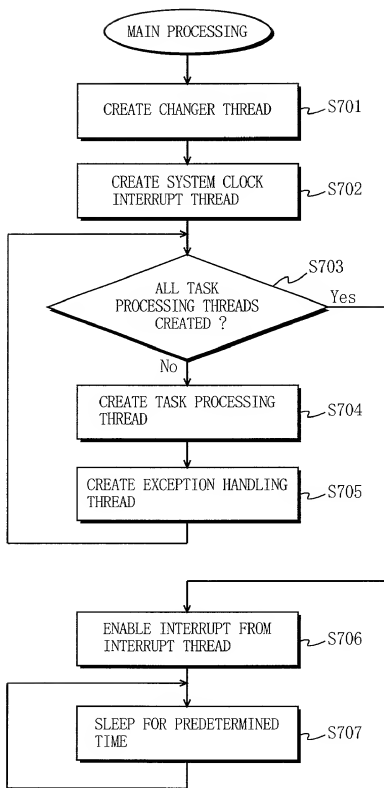 MAIN PROCESSING
CREATE CHANGER THREAD
S701
CREATE SYSTEM CLOCK
INTERRUPT THREAD
S702
S703
ALL TASK
PROCESSING THREADS
CREATED ?
Yes
No
CREATE TASK PROCESSING
THREAD
S704
CREATE EXCEPTION HANDLING
THREAD
S705
ENABLE INTERRUPT FROM
INTERRUPT THREAD
S706
SLEEP FOR PREDETERMINED
TIME
S707